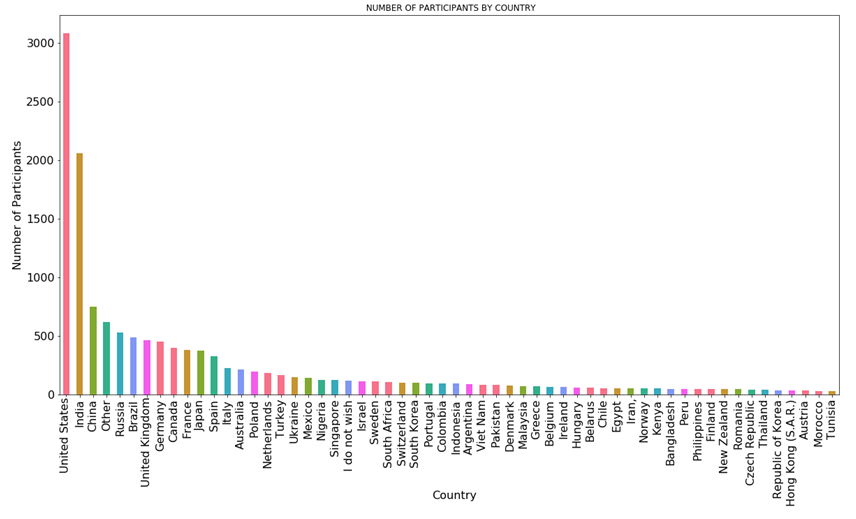 NUMBER OF PARTICIPANTS BY COUNTRY
3000
2500
2000
1500
1000
500
0
Number of Participants
United States
India
China
Other
Russia
Brazil
United Kingdom
Germany
Canada
France
Japan
Spain
Italy
Australia
Poland
Netherlands
Turkey
Ukraine
Mexico
Nigeria
Singapore
I do not wish
Israel
Sweden
South Africa
Switzerland
South Korea
Portugal
Colombia
Indonesia
Argentina
Viet Nam
Pakistan
Denmark
Malaysia
Greece
Belgium
Ireland
Hungary
Belarus
Chile
Egypt
Iran,
Norway
Kenya
Bangladesh
Peru
Philippines
Finland
New Zealand
Romania
Czech Republic
Thailand
Republic of Korea
Hong Kong (S.A.R.)
Austria
Morocco
Tunisia
Country